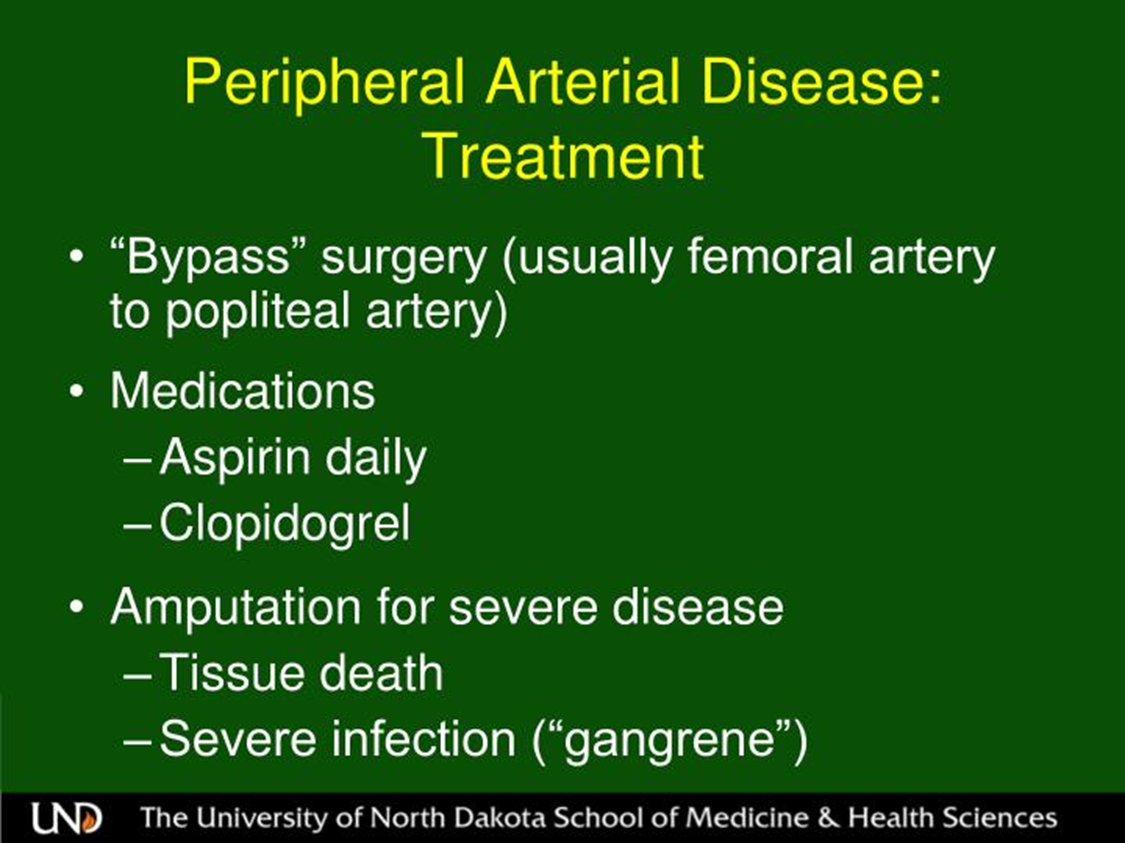 Peripheral Arterial Disease:
Treatment
• “Bypass” surgery (usually femoral artery
to popliteal artery)
• Medications
– Aspirin daily
– Clopidogrel
• Amputation for severe disease
– Tissue death
– Severe infection (“gangrene”)
UND The University of North Dakota School of Medicine & Health Sciences